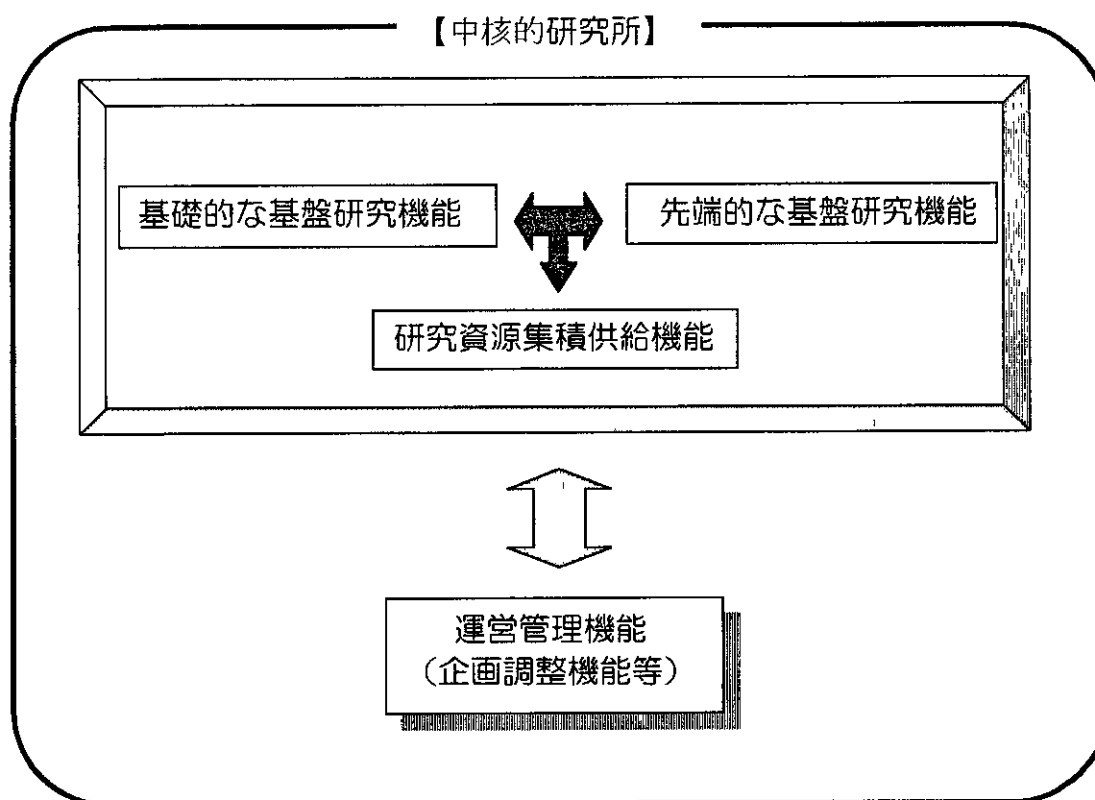 【中核的研究所】
基礎的な基盤研究機能
先端的な基盤研究機能
研究資源集積供給機能
運営管理機能
（企画調整機能等）